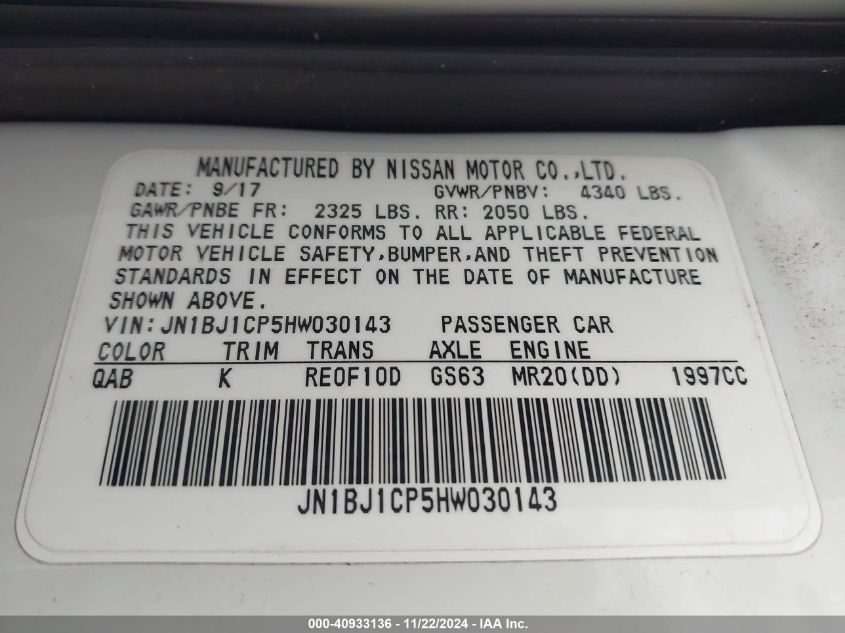 MANUFACTURED BY NISSAN MOTOR CO.,LTD.
DATE: 9/17 GVWR/PNBV: 4340 LBS.
GAWR/PNBE FR: 2325 LBS. RR: 2050 LBS.
THIS VEHICLE CONFORMS TO ALL APPLICABLE FEDERAL
MOTOR VEHICLE SAFETY,BUMPER,AND THEFT PREVENTION
STANDARDS IN EFFECT ON THE DATE OF MANUFACTURE
SHOWN ABOVE.
VIN:JN1BJ1CP5HW030143 PASSENGER CAR
COLOR TRIM TRANS AXLE ENGINE
QAB K RE0F10D GS63 MR20(DD) 1997CC
JN1BJ1CP5HW030143
000-40933136 - 11/22/2024 - IAA Inc.